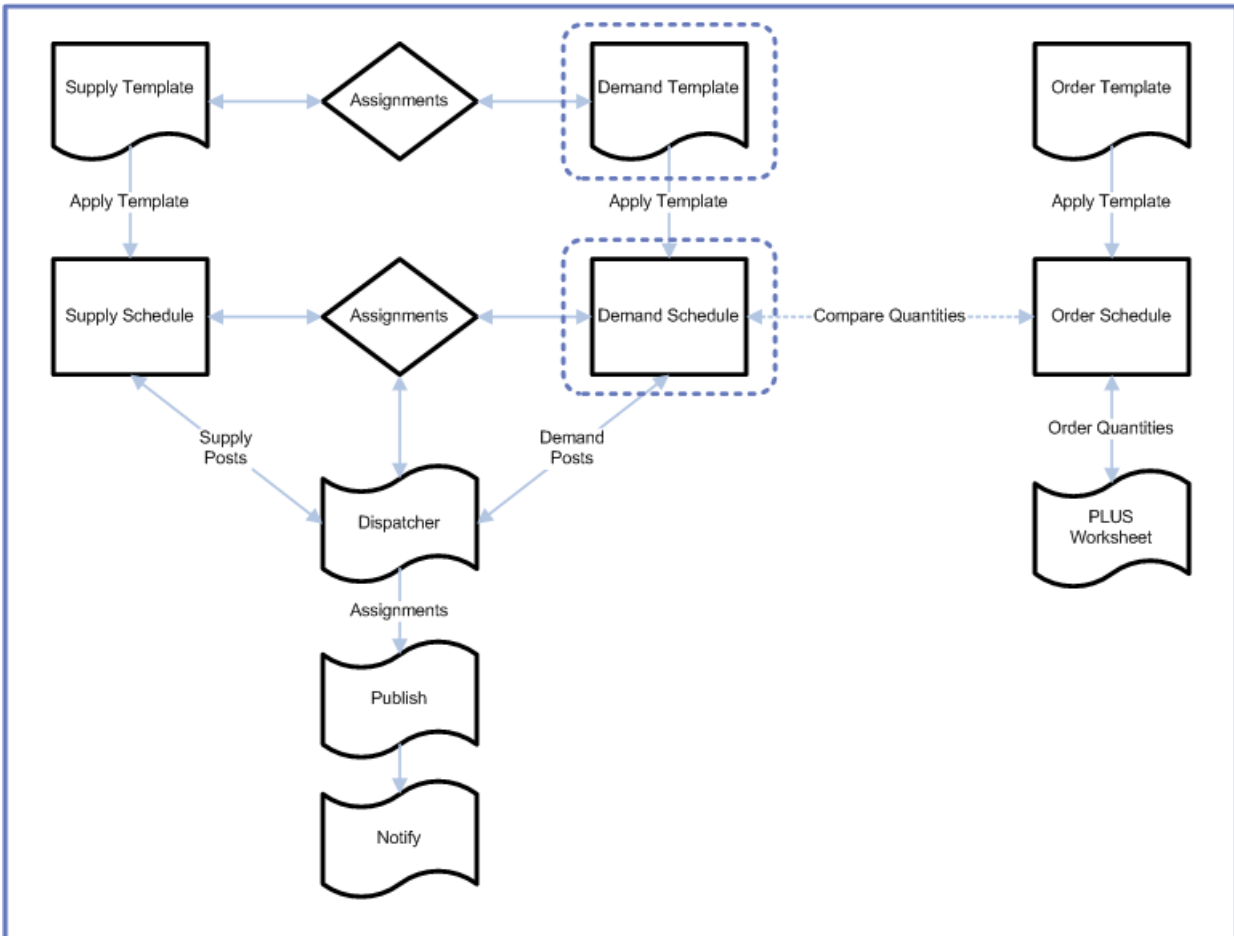 Supply Template
Assignments
Demand Template
Order Template
Apply Template
Apply Template
Apply Template
Supply Schedule
Assignments
Demand Schedule
Compare Quantities
Order Schedule
Supply
Posts
Demand
Posts
Order Quantities
Dispatcher
PLUS
Worksheet
Assignments
Publish
Notify